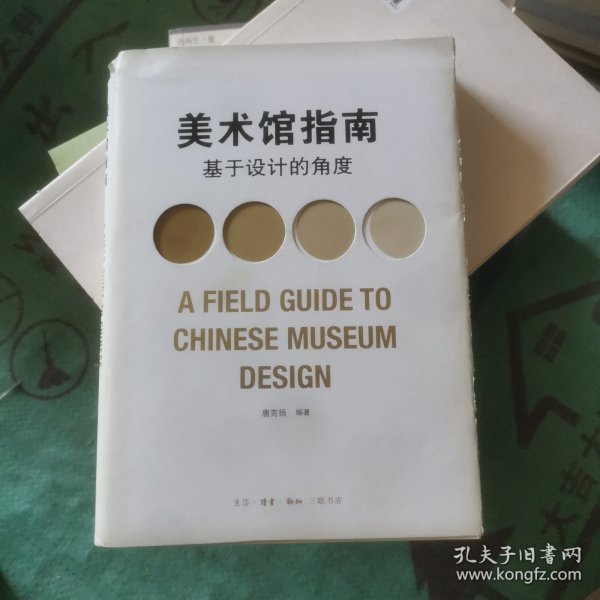 美术馆指南
基于设计的角度
A FIELD GUIDE TO
CHINESE MUSEUM
DESIGN
唐克扬 编著
生活·讀書·新知 三联书店
大吉
孔夫子旧书网
www.kongfz.com